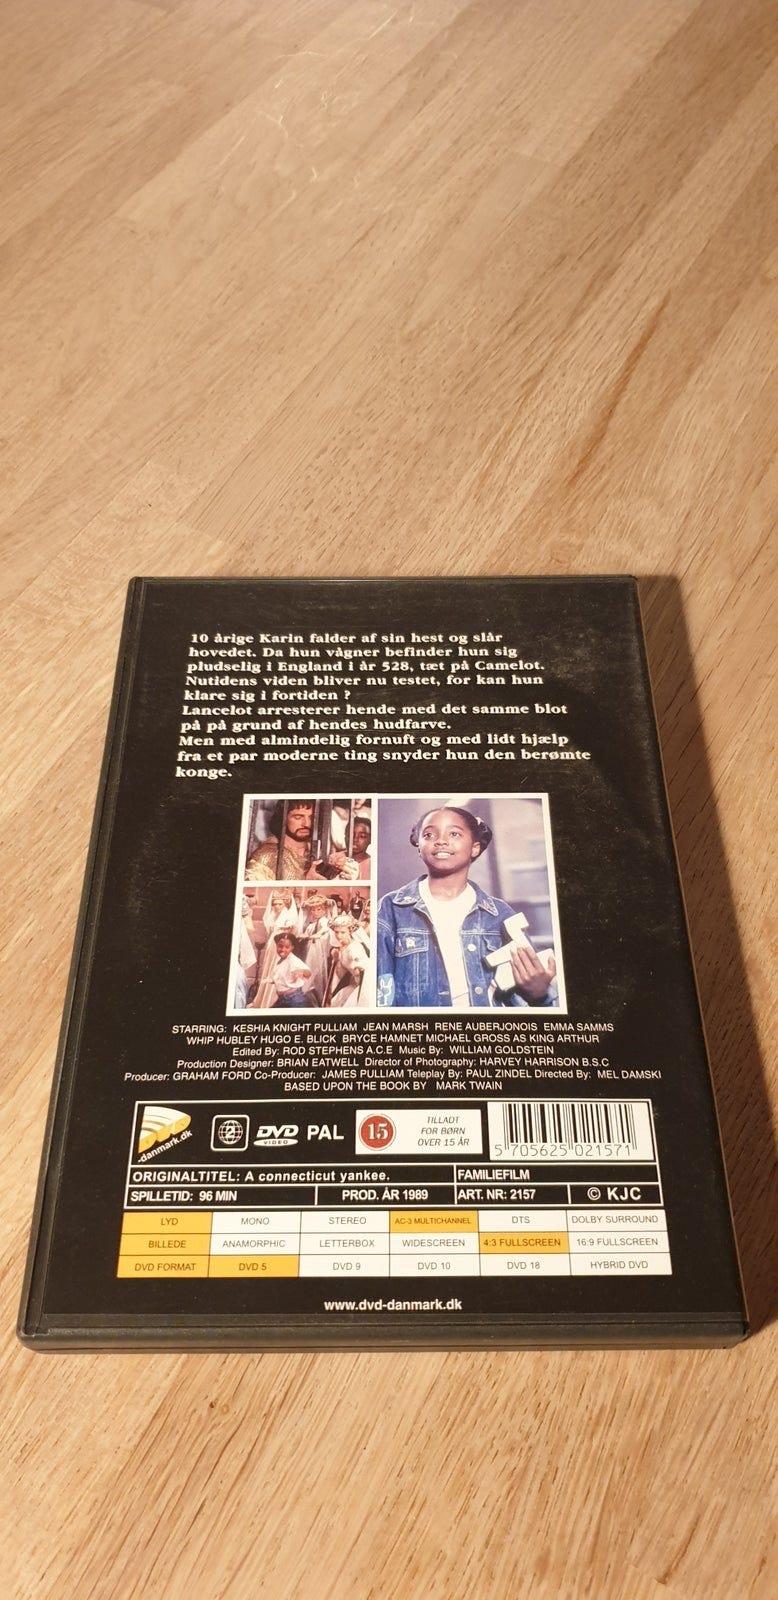 10 årige Karin falder af sin hest og slår
hovedet. Da hun vågner befinder hun sig
pludselig i England i år 528, tæt på Camelot.
Nutidens viden bliver nu testet, for kan hun
klare sig i fortiden ?
Lancelot arresterer hende med det samme blot
på på grund af hendes hudfarve.
Men med almindelig fornuft og med lidt hjælp
fra et par moderne ting snyder hun den berømte
konge.
STARRING: KESHIA KNIGHT PULLIAM JEAN MARSH RENE AUBERJONOIS EMMA SAMMS
WHIP HUBLEY HUGO E. BLICK BRYCE HAMNET MICHAEL GROSS AS KING ARTHUR
Edited By: ROD STEPHENS A.C.E Music By: WILLIAM GOLDSTEIN
Production Designer: BRIAN EATWELL Director of Photography: HARVEY HARRISON B.S.C
Producer: GRAHAM FORD Co-Producer: JAMES PULLIAM Teleplay By: PAUL ZINDEL Directed By: MEL DAMSKI
BASED UPON THE BOOK BY MARK TWAIN
DVD
-danmark.dk
2
DVD
VIDEO
PAL
15
TILLADT
FOR BØRN
OVER 15 ÅR
5 705625 021571
ORIGINALTITEL: A connecticut yankee. FAMILIEFILM
SPILLETID: 96 MIN PROD. ÅR 1989 ART. NR: 2157 © KJC
LYD MONO STEREO AC-3 MULTICHANNEL DTS DOLBY SURROUND
BILLEDE ANAMORPHIC LETTERBOX WIDESCREEN 4:3 FULLSCREEN 16:9 FULLSCREEN
DVD FORMAT DVD 5 DVD 9 DVD 10 DVD 18 HYBRID DVD
www.dvd-danmark.dk